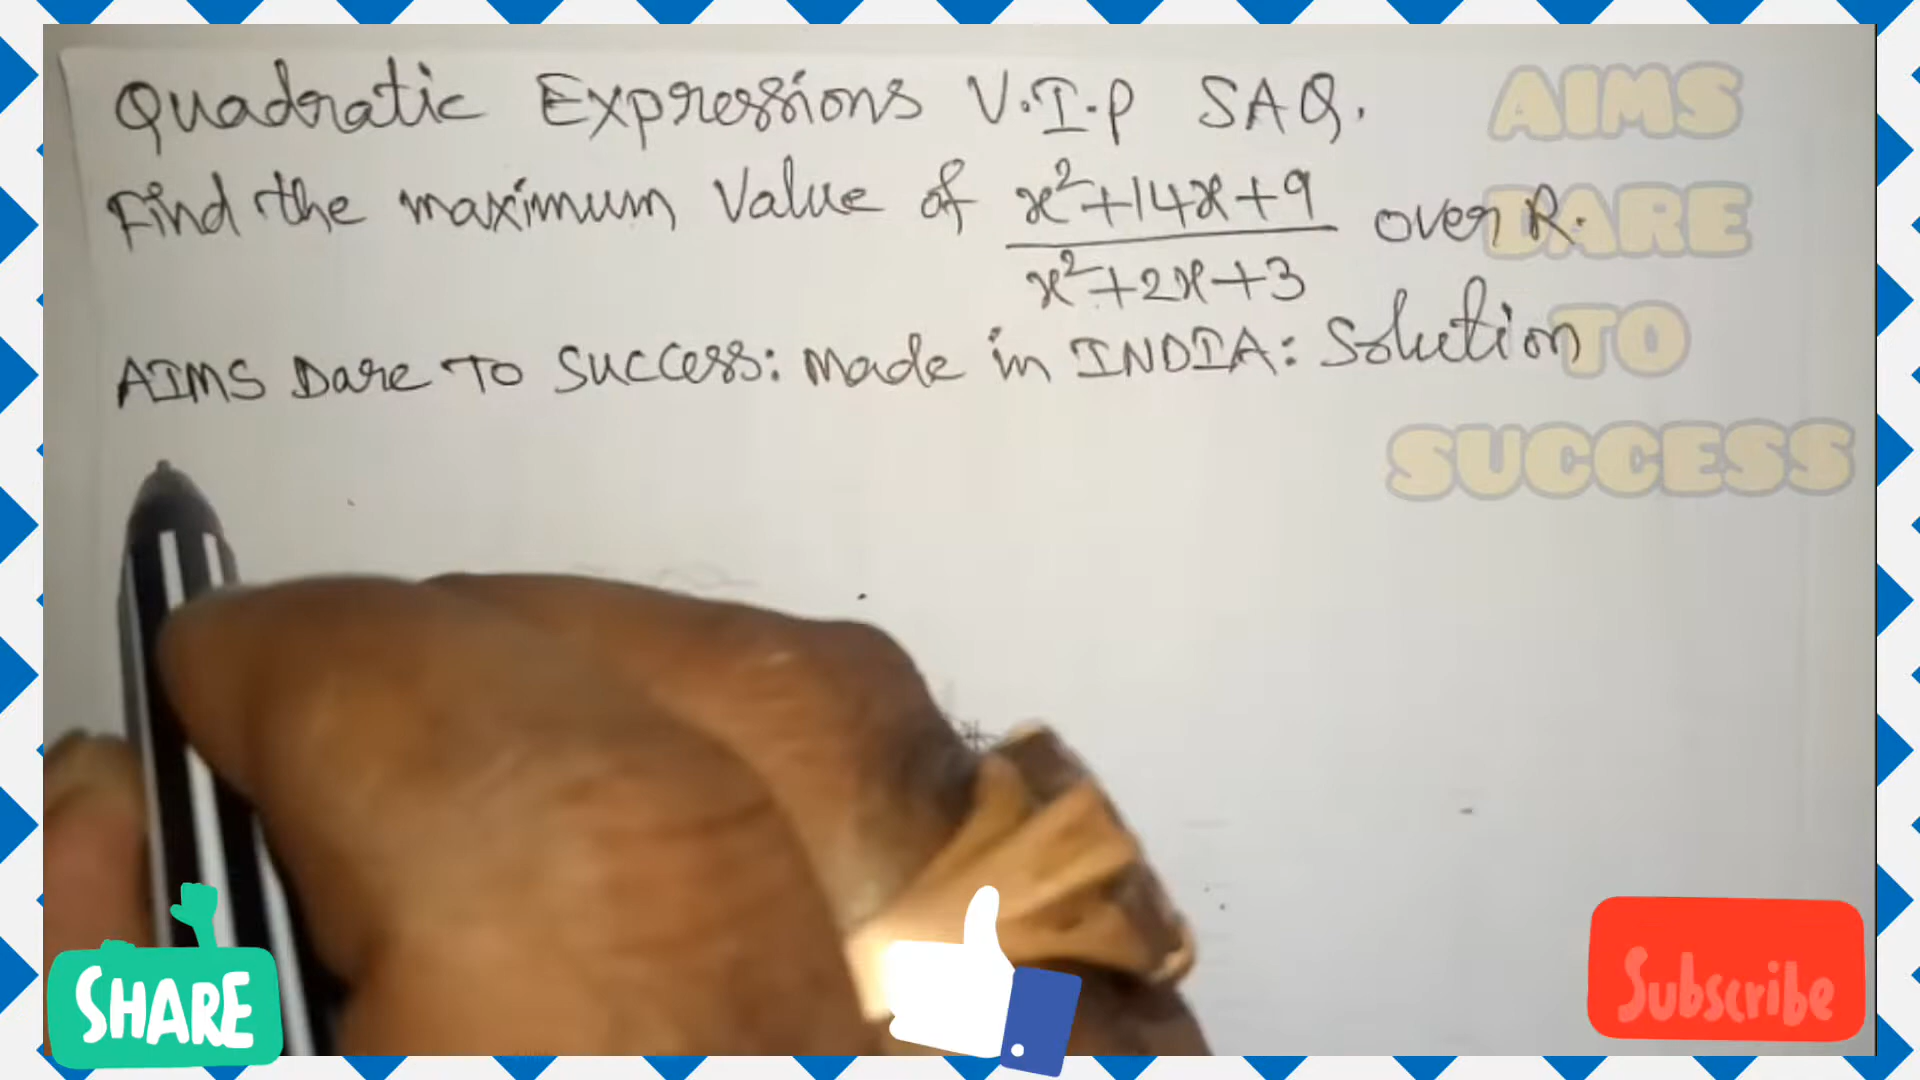 Quadratic Expressions V.I.P SAQ.
Find the maximum Value of x²+14x+9 / x²+2x+3 over R.
AIMS Dare To Success: Made in INDIA: Solution
AIMS
DARE
TO
SUCCESS
SHARE
Subscribe